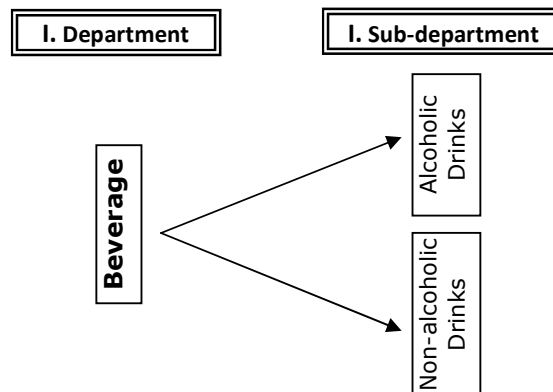 I. Department
I. Sub-department
Beverage
Alcoholic
Drinks
Non-alcoholic
Drinks